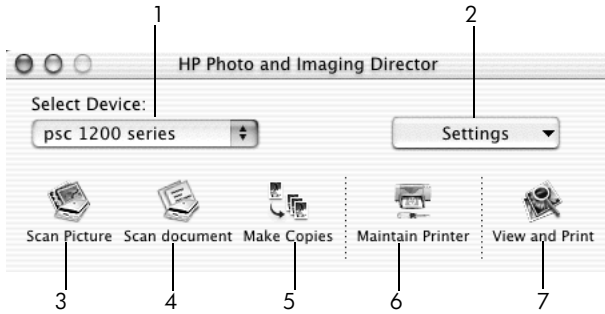 1 2
HP Photo and Imaging Director
Select Device:
psc 1200 series Settings
Scan Picture Scan document Make Copies Maintain Printer View and Print
3 4 5 6 7